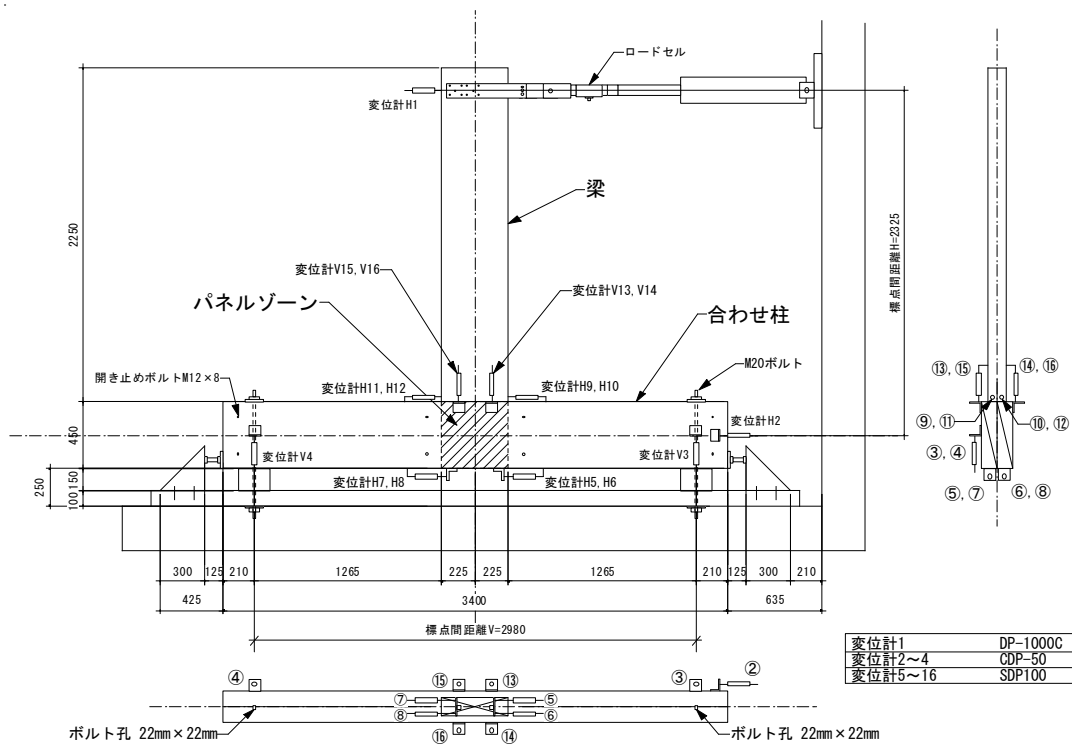 ロードセル
変位計H1
梁
2250
標点間距離H=2325
変位計V15, V16
変位計V13, V14
パネルゾーン
合わせ柱
M20ボルト
開き止めボルトM12×8
変位計H11, H12
変位計H9, H10
変位計H2
450
変位計V4
変位計V3
変位計H7, H8
変位計H5, H6
250
150
100
⑬, ⑮
⑭, ⑯
⑨, ⑪
⑩, ⑫
③, ④
⑤, ⑦
⑥, ⑧
300
125
210
1265
225
225
1265
210
125
300
210
425
3400
635
標点間距離V=2980
変位計1 DP-1000C
変位計2～4 CDP-50
変位計5～16 SDP100
④
⑮
⑬
③
②
⑦
⑤
⑧
⑥
⑯
⑭
ボルト孔 22mm×22mm
ボルト孔 22mm×22mm